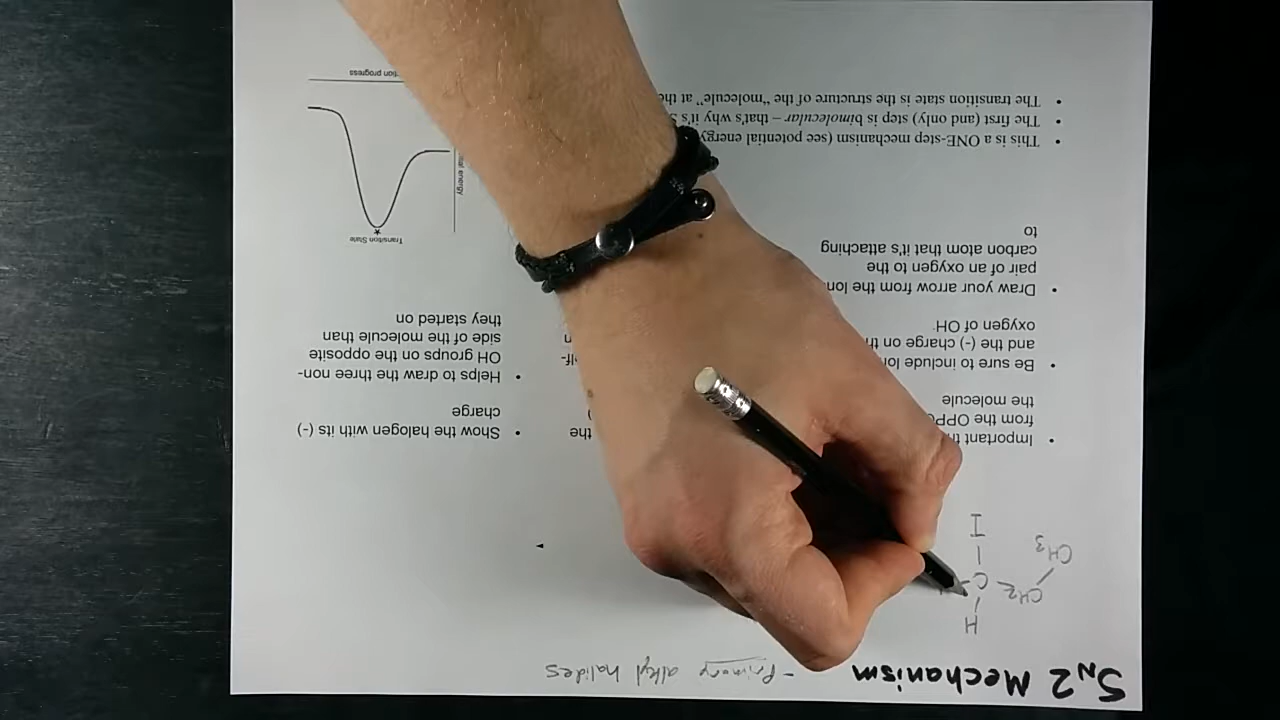 SN2 Mechanism - Primary alkyl halides
H
CH2 C
CH3 I
• Important
from the
the molecule
• Be sure to include
and the (-) charge on
oxygen of OH-
• Draw your arrow from the
pair of an oxygen to the
carbon atom that it's attaching
to
the
• Show the halogen with its (-)
charge
• Helps to draw the three non-
OH groups on the opposite
side of the molecule than
they started on
Transition State
energy
progress
• This is a ONE-step mechanism (see potential energy
• The first (and only) step is bimolecular – that's why it's
• The transition state is the structure of the "molecule" at